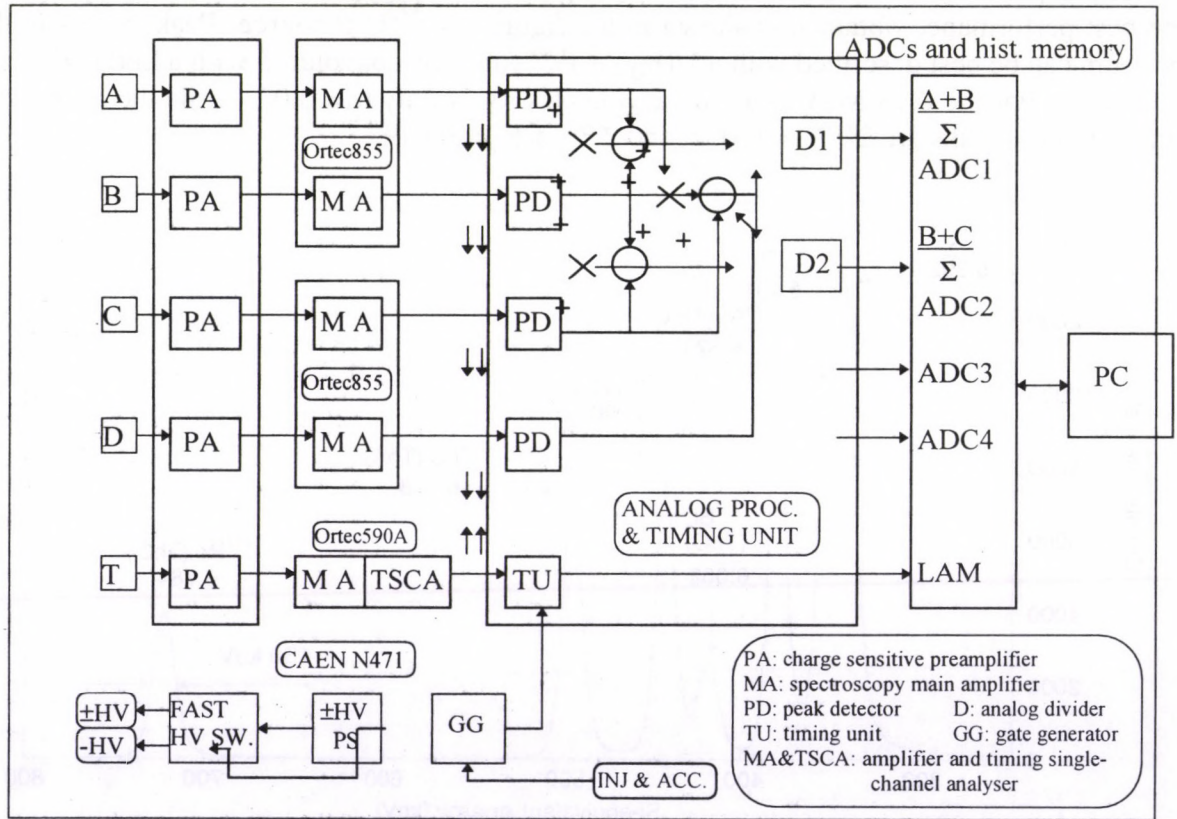 ADCs and hist. memory
A PA M A PD + A+B
Σ
ADC1
D1
Ortec855
B PA M A PD
B+C
Σ
ADC2
D2
C PA M A PD
Ortec855
ADC3
PC
D PA M A PD ADC4
ANALOG PROC.
& TIMING UNIT
Ortec590A
T PA M A TSCA TU LAM
CAEN N471
±HV
-HV
FAST
HV SW.
±HV
PS
GG
INJ & ACC.
PA: charge sensitive preamplifier
MA: spectroscopy main amplifier
PD: peak detector D: analog divider
TU: timing unit GG: gate generator
MA&TSCA: amplifier and timing single-
channel analyser